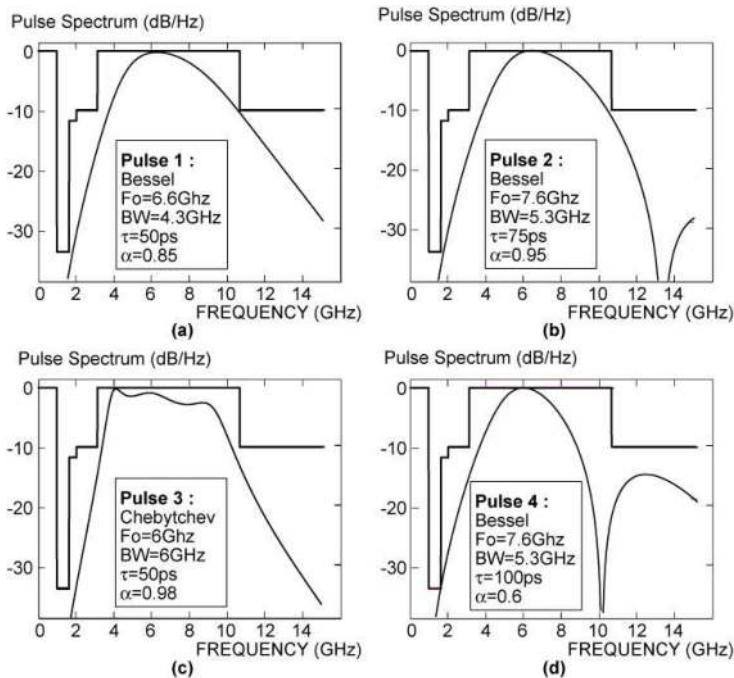 Pulse Spectrum (dB/Hz)
0
-10
-20
-30
Pulse 1 :
Bessel
Fo=6.6Ghz
BW=4.3GHz
τ=50ps
α=0.85
0 2 4 6 8 10 12 14
FREQUENCY (GHz)
(a)
Pulse Spectrum (dB/Hz)
0
-10
-20
-30
Pulse 2 :
Bessel
Fo=7.6Ghz
BW=5.3GHz
τ=75ps
α=0.95
0 2 4 6 8 10 12 14
FREQUENCY (GHz)
(b)
Pulse Spectrum (dB/Hz)
0
-10
-20
-30
Pulse 3 :
Chebytchev
Fo=6Ghz
BW=6GHz
τ=50ps
α=0.98
0 2 4 6 8 10 12 14
FREQUENCY (GHz)
(c)
Pulse Spectrum (dB/Hz)
0
-10
-20
-30
Pulse 4 :
Bessel
Fo=7.6Ghz
BW=5.3GHz
τ=100ps
α=0.6
0 2 4 6 8 10 12 14
FREQUENCY (GHz)
(d)